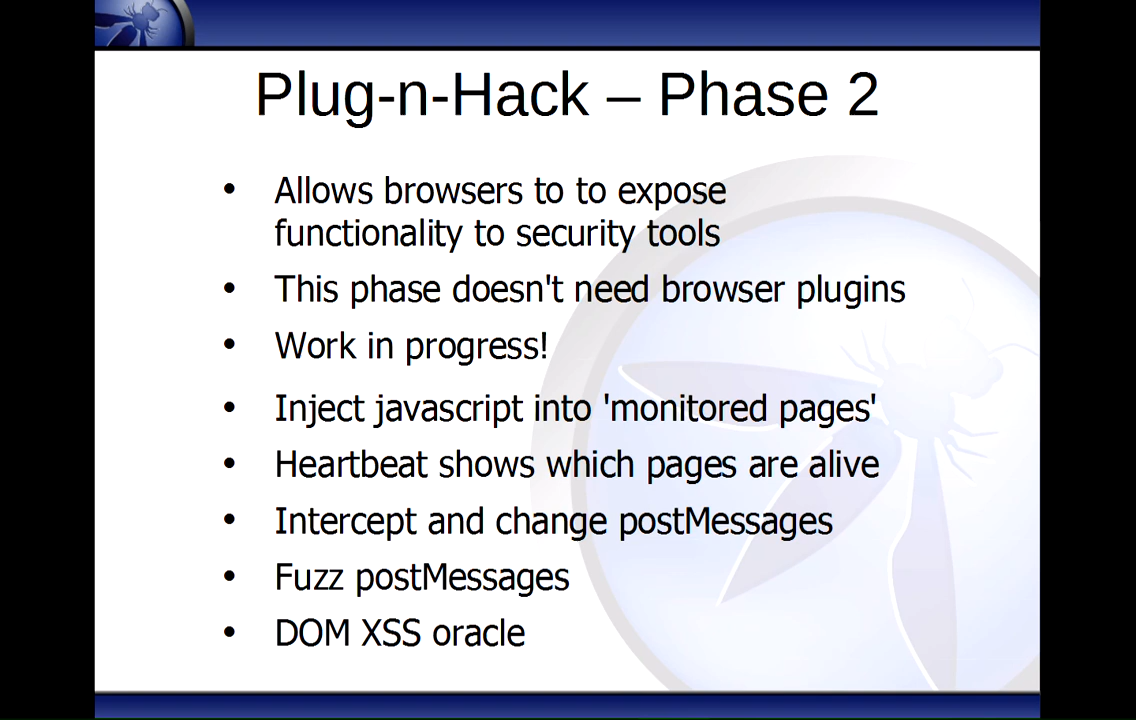 Plug-n-Hack – Phase 2
• Allows browsers to to expose
functionality to security tools
• This phase doesn't need browser plugins
• Work in progress!
• Inject javascript into 'monitored pages'
• Heartbeat shows which pages are alive
• Intercept and change postMessages
• Fuzz postMessages
• DOM XSS oracle